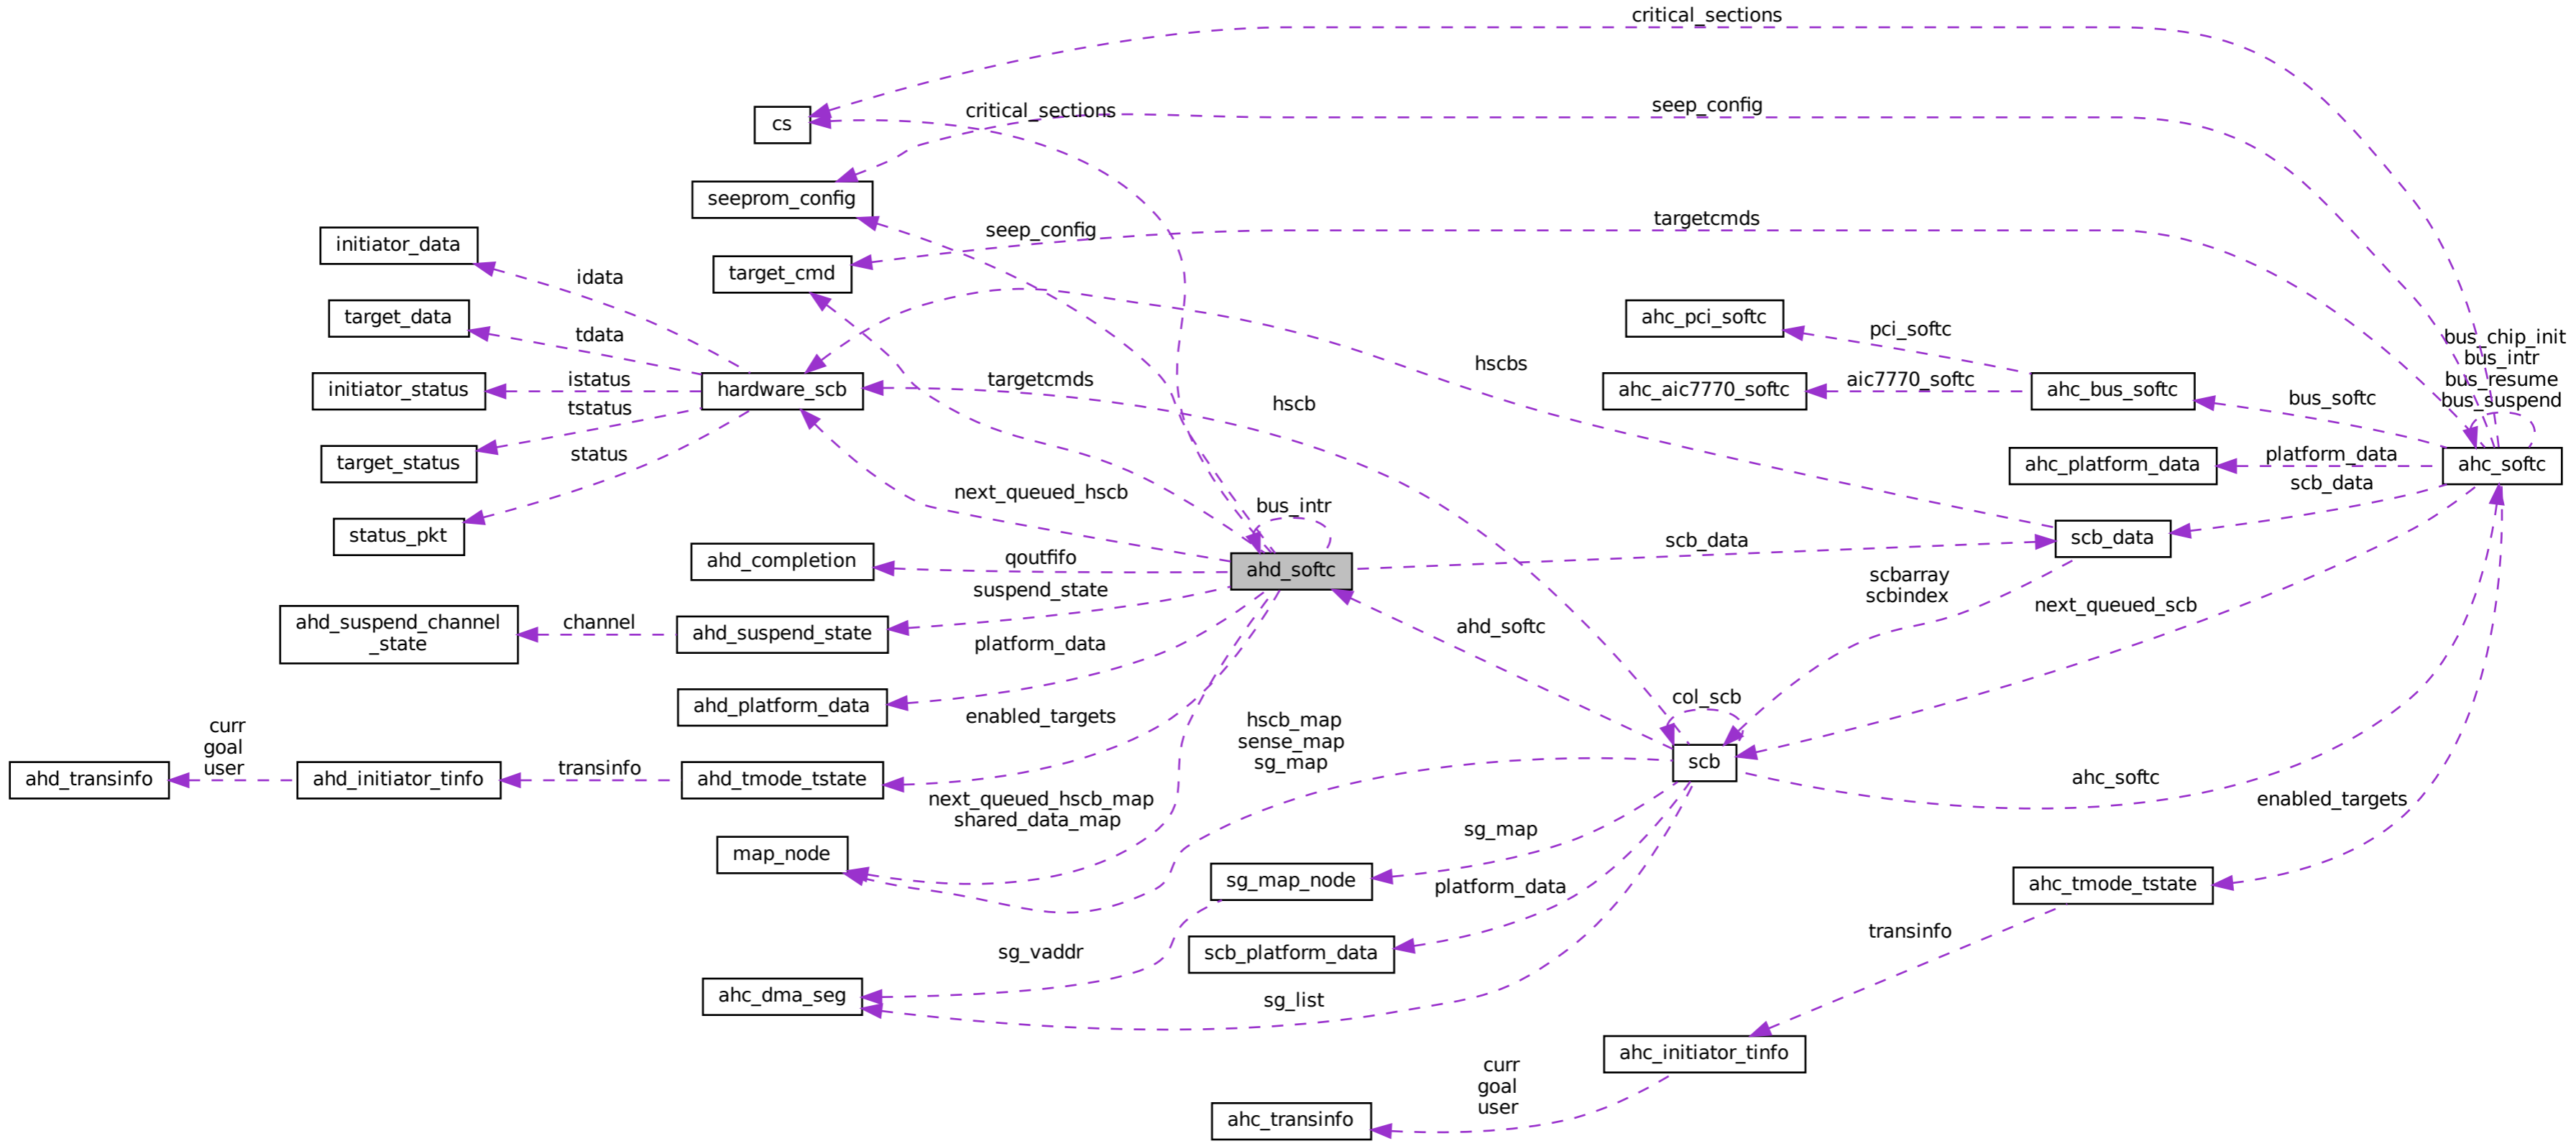 critical_sections
critical_sections
seep_config
cs
seeprom_config
targetcmds
seep_config
initiator_data
target_cmd
idata
target_data
tdata
ahc_pci_softc
pci_softc
bus_chip_init
bus_intr
bus_resume
bus_suspend
hscbs
initiator_status
istatus
hardware_scb
targetcmds
hscb
ahc_aic7770_softc
aic7770_softc
ahc_bus_softc
bus_softc
tstatus
target_status
status
ahc_platform_data
platform_data
ahc_softc
scb_data
next_queued_hscb
bus_intr
status_pkt
ahd_completion
qoutfifo
ahd_softc
scb_data
scb_data
suspend_state
scbarray
scbindex
next_queued_scb
ahd_suspend_channel
_state
channel
ahd_suspend_state
ahd_softc
platform_data
ahd_platform_data
col_scb
enabled_targets
hscb_map
sense_map
sg_map
curr
goal
user
ahd_transinfo
ahd_initiator_tinfo
transinfo
ahd_tmode_tstate
scb
ahc_softc
next_queued_hscb_map
shared_data_map
enabled_targets
sg_map
map_node
sg_map_node
platform_data
ahc_tmode_tstate
transinfo
sg_vaddr
scb_platform_data
ahc_dma_seg
sg_list
ahc_initiator_tinfo
curr
goal
user
ahc_transinfo